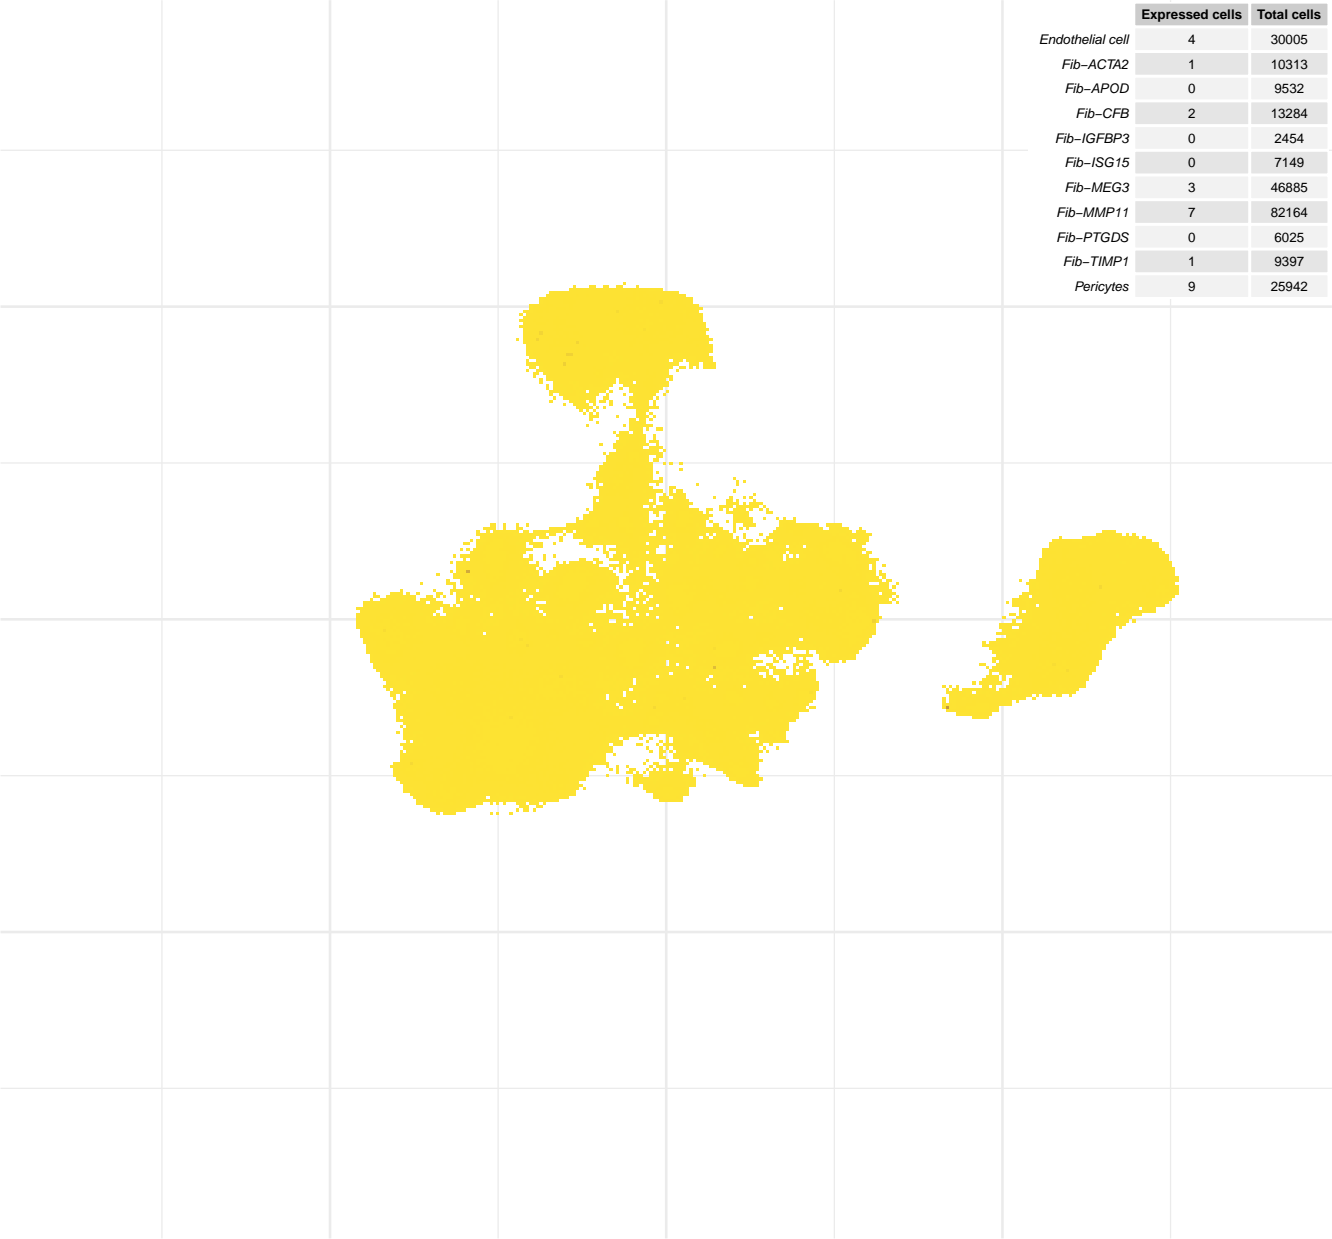 Expressed cells Total cells
Endothelial cell 4 30005
Fib−ACTA2 1 10313
Fib−APOD 0 9532
Fib−CFB 2 13284
Fib−IGFBP3 0 2454
Fib−ISG15 0 7149
Fib−MEG3 3 46885
Fib−MMP11 7 82164
Fib−PTGDS 0 6025
Fib−TIMP1 1 9397
Pericytes 9 25942